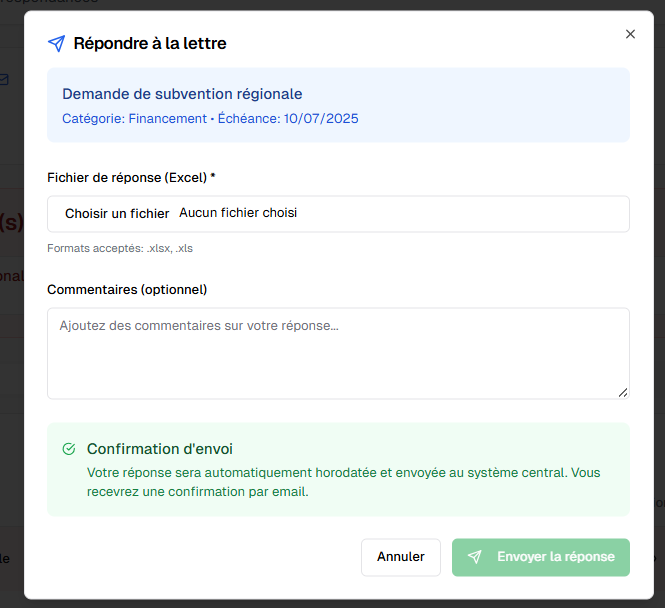 Répondre à la lettre
Demande de subvention régionale
Catégorie: Financement • Échéance: 10/07/2025
Fichier de réponse (Excel) *
Choisir un fichier Aucun fichier choisi
Formats acceptés: .xlsx, .xls
Commentaires (optionnel)
Ajoutez des commentaires sur votre réponse...
Confirmation d'envoi
Votre réponse sera automatiquement horodatée et envoyée au système central. Vous
recevrez une confirmation par email.
Annuler
Envoyer la réponse